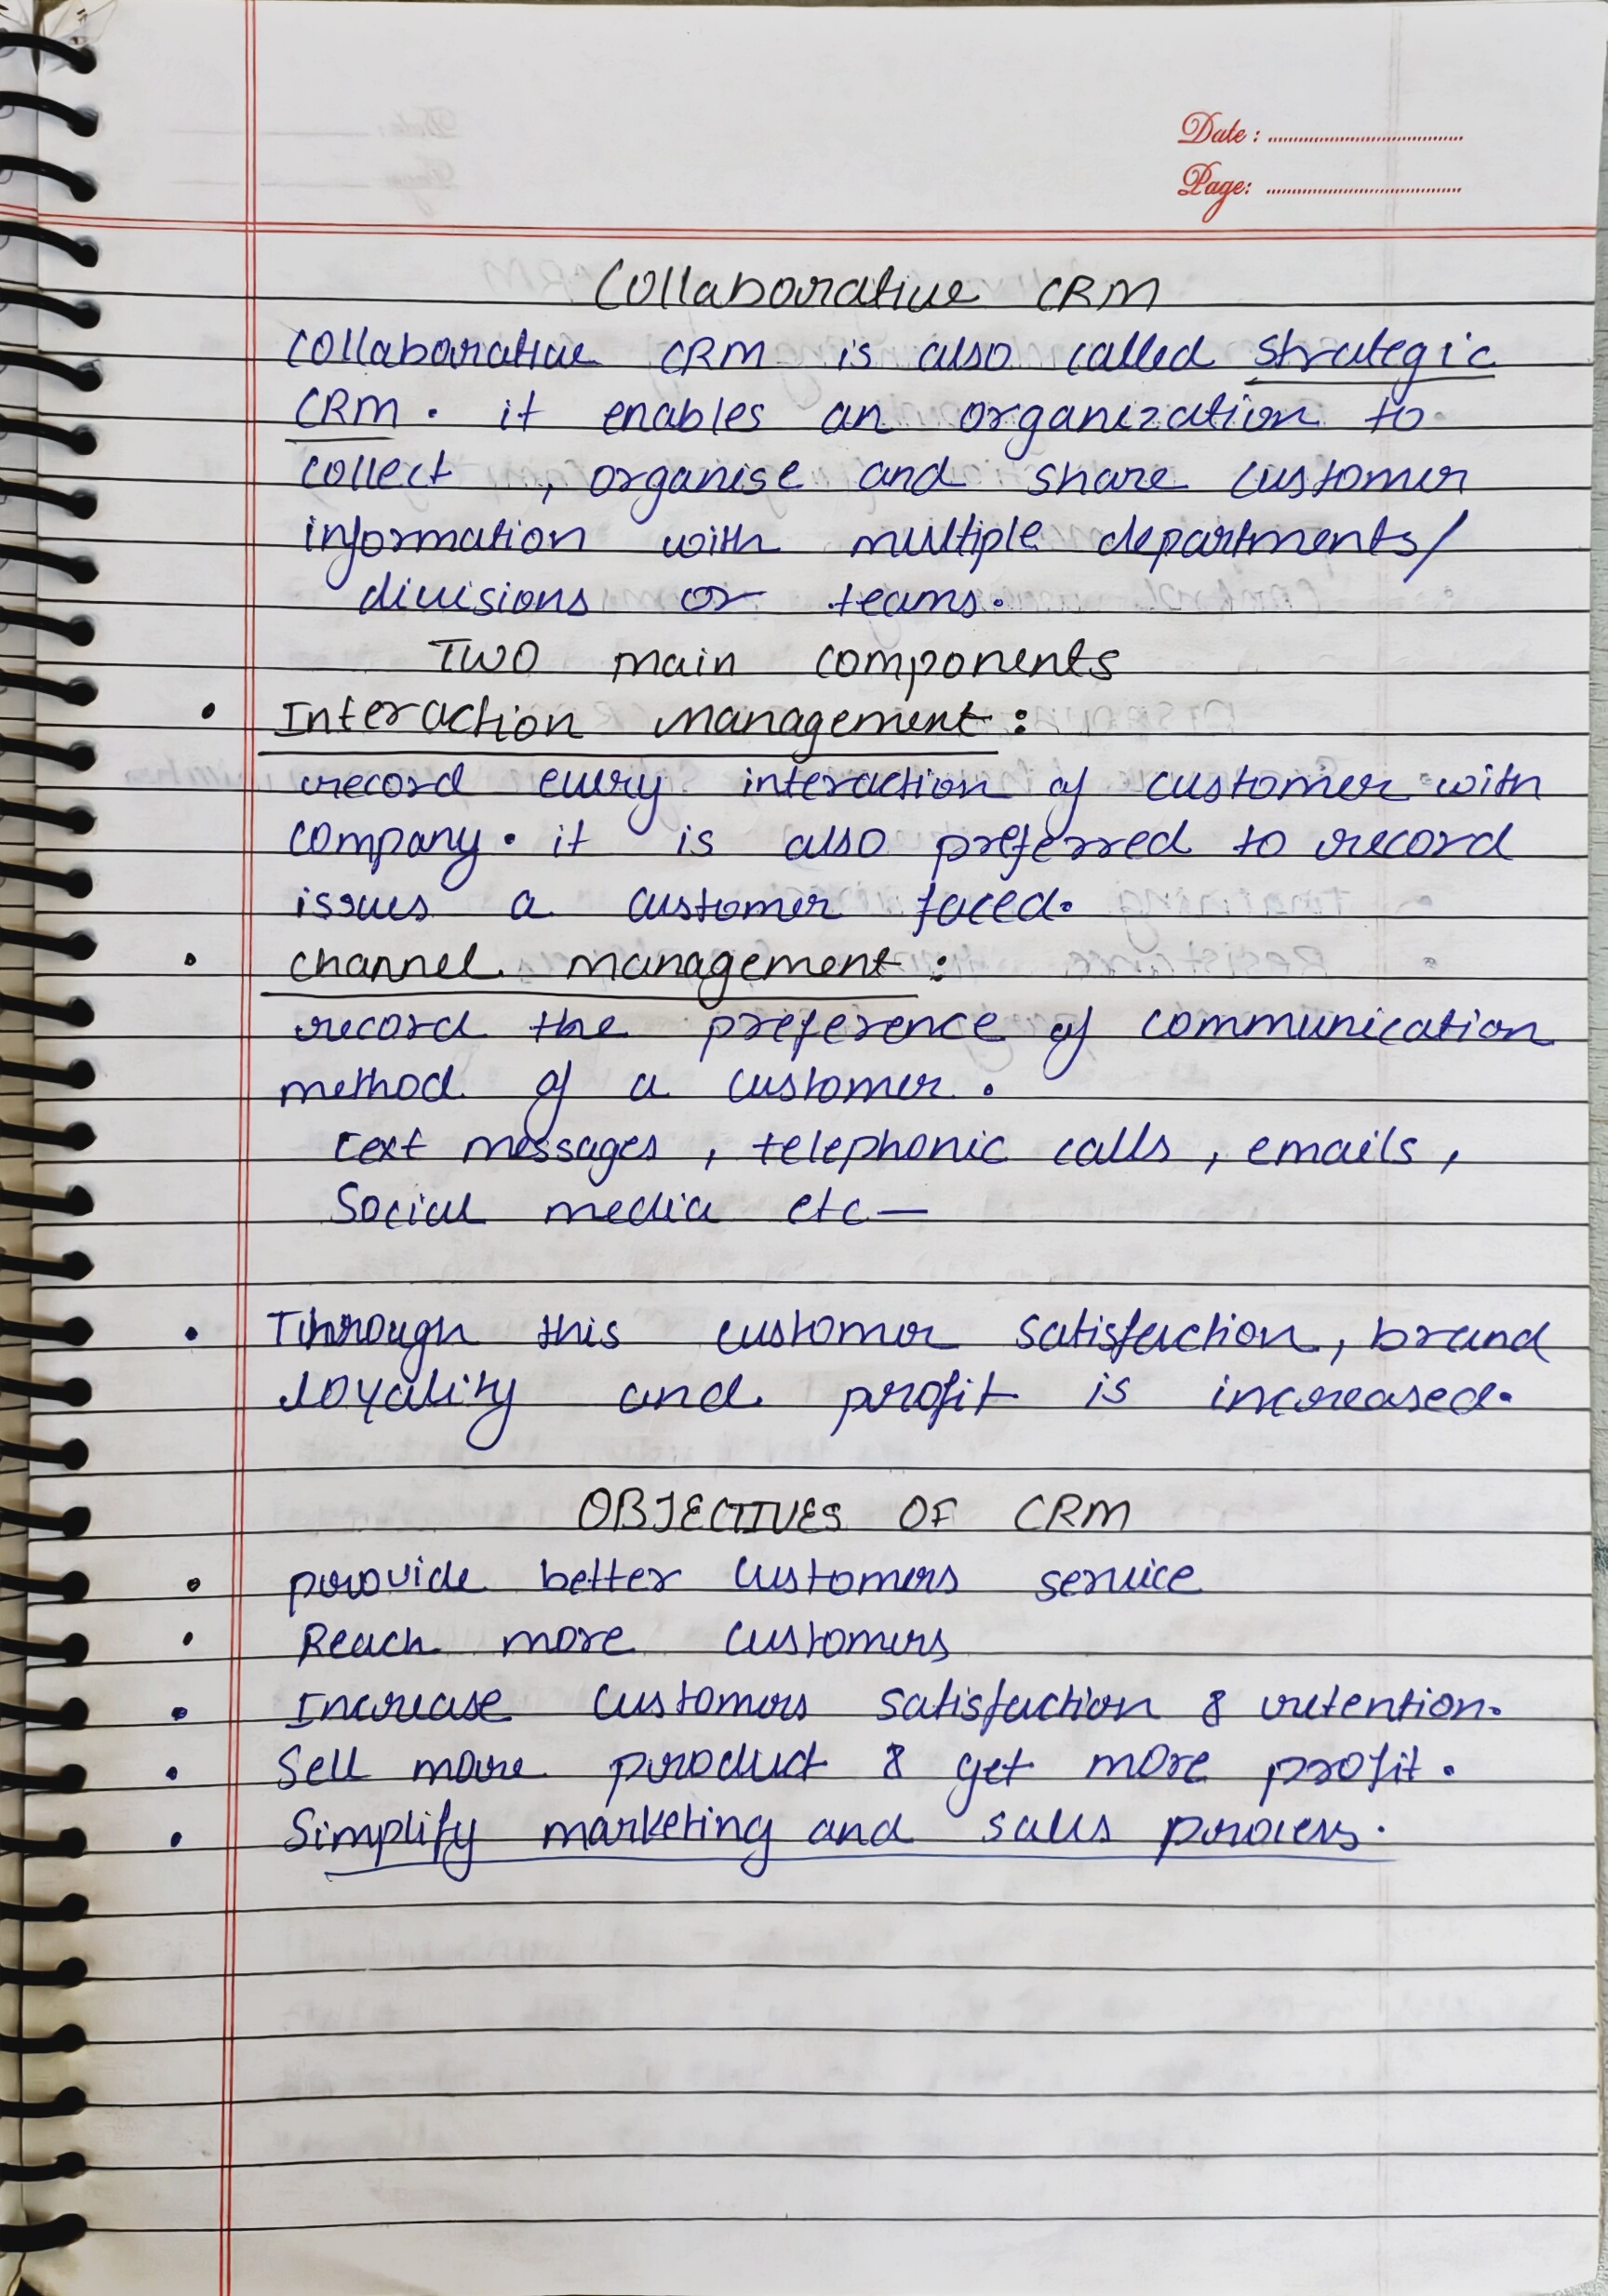 Date :
Page:
Collaborative CRM
Collaborative CRM is also called strategic
CRM. it enables an organization to
collect, organise and share customer
information with multiple departments/
divisions or teams.
TWO main components
• Interaction management :
record every interaction of customer with
company. it is also preferred to record
issues a customer faced.
• channel management :
record the preference of communication
method of a customer.
text messages, telephonic calls, emails,
Social media etc—
• Through this customer satisfaction, brand
loyality and profit is increased.
OBJECTIVES OF CRM
• provide better customers service
• Reach more customers
• Increase customers satisfaction & retention.
• Sell more product & get more profit.
• Simplify marketing and sales process.